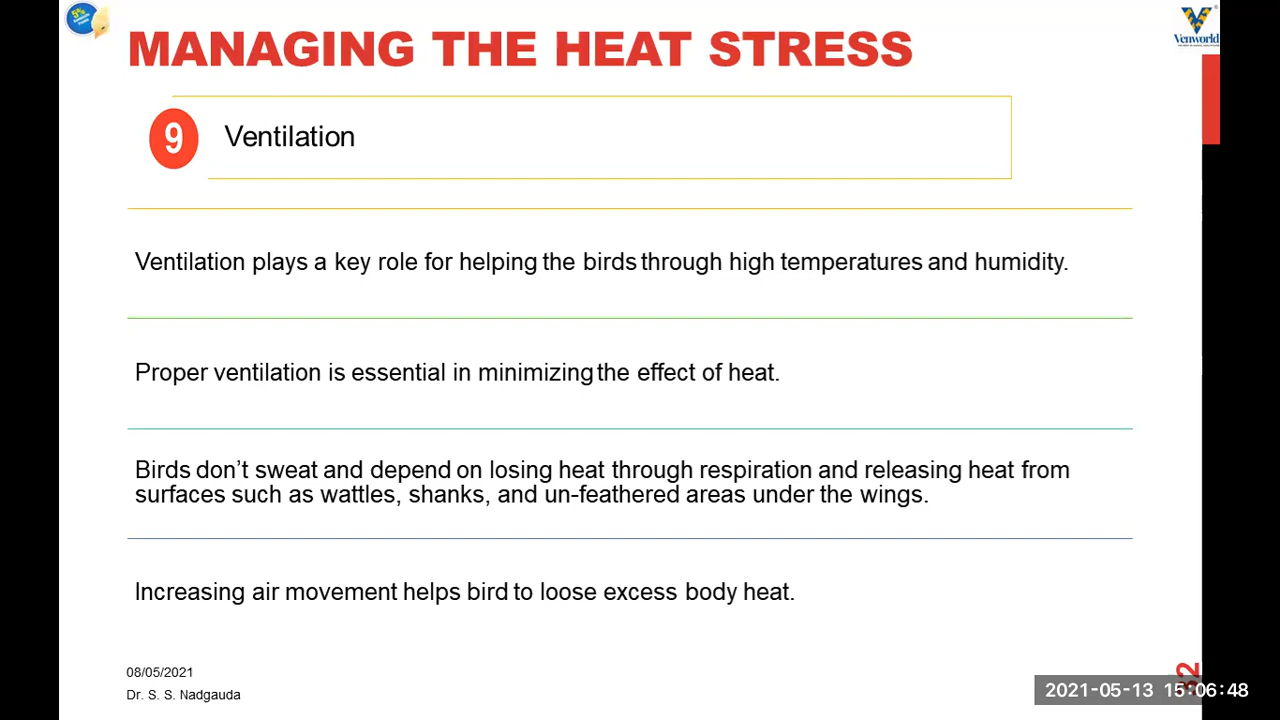 5%
Venworld
MANAGING THE HEAT STRESS
9
Ventilation
Ventilation plays a key role for helping the birds through high temperatures and humidity.
Proper ventilation is essential in minimizing the effect of heat.
Birds don’t sweat and depend on losing heat through respiration and releasing heat from
surfaces such as wattles, shanks, and un-feathered areas under the wings.
Increasing air movement helps bird to loose excess body heat.
08/05/2021
Dr. S. S. Nadgauda
2021-05-13 15:06:48